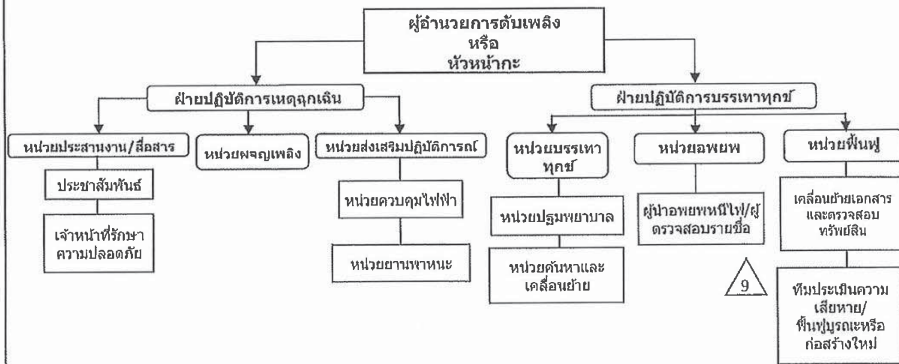 ผู้อำนวยการดับเพลิง
หรือ
หัวหน้ากะ
ฝ่ายปฏิบัติการเหตุฉุกเฉิน
ฝ่ายปฏิบัติการบรรเทาทุกข์
หน่วยประสานงาน/สื่อสาร
หน่วยผจญเพลิง
หน่วยส่งเสริมปฏิบัติการณ์
หน่วยบรรเทา
ทุกข์
หน่วยอพยพ
หน่วยฟื้นฟู
ประชาสัมพันธ์
เจ้าหน้าที่รักษา
ความปลอดภัย
หน่วยควบคุมไฟฟ้า
หน่วยยานพาหนะ
หน่วยปฐมพยาบาล
หน่วยค้นหาและ
เคลื่อนย้าย
ผู้นำอพยพหนีไฟ/ผู้
ตรวจสอบรายชื่อ
9
เคลื่อนย้ายเอกสาร
และตรวจสอบ
ทรัพย์สิน
ทีมประเมินความ
เสียหาย/
ฟื้นฟูบูรณะหรือ
ก่อสร้างใหม่